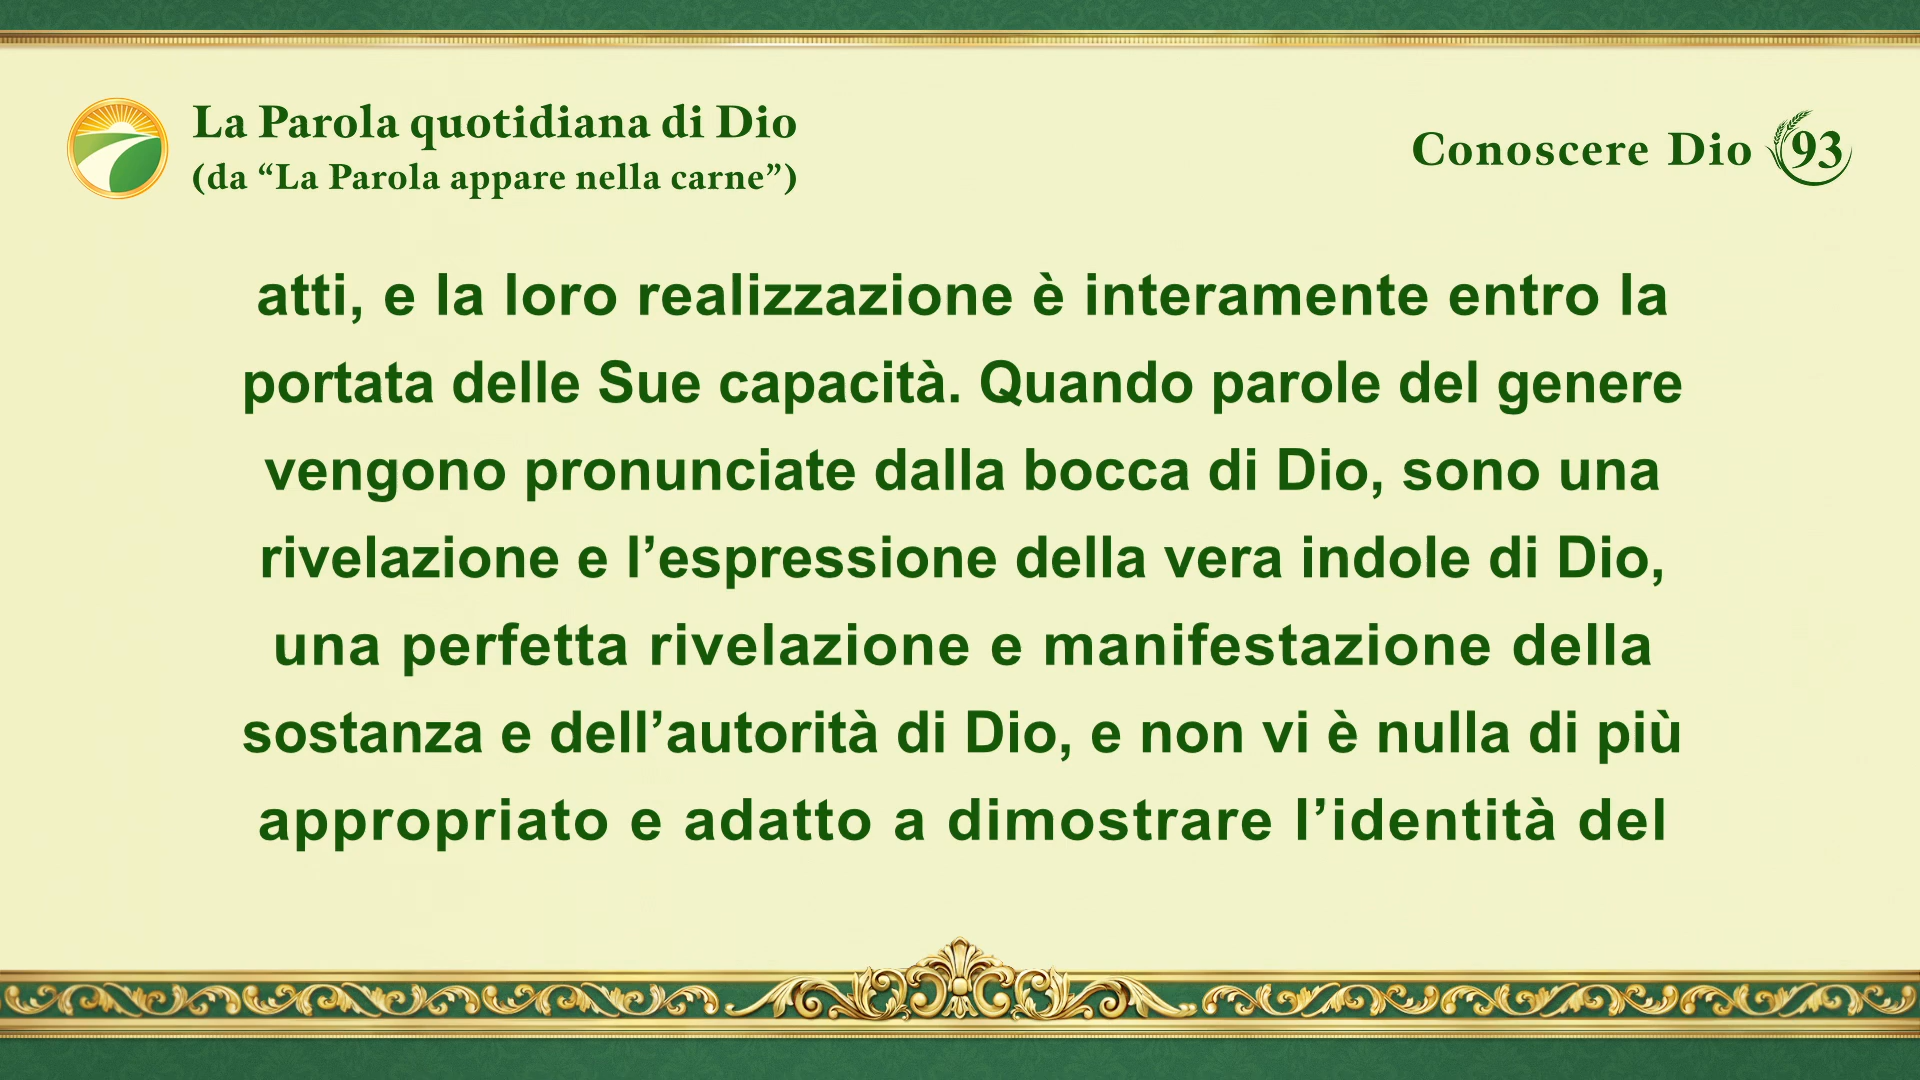 La Parola quotidiana di Dio
(da “La Parola appare nella carne”)
Conoscere Dio 93
atti, e la loro realizzazione è interamente entro la
portata delle Sue capacità. Quando parole del genere
vengono pronunciate dalla bocca di Dio, sono una
rivelazione e l’espressione della vera indole di Dio,
una perfetta rivelazione e manifestazione della
sostanza e dell’autorità di Dio, e non vi è nulla di più
appropriato e adatto a dimostrare l’identità del